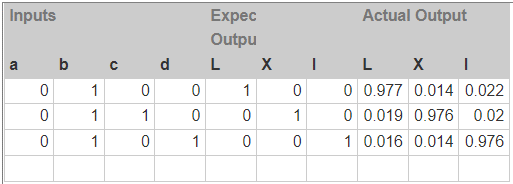 Inputs Expec Actual Output
Outpu
a b c d L X I L X I
0 1 0 0 1 0 0 0.977 0.014 0.022
0 1 1 0 0 1 0 0.019 0.976 0.02
0 1 0 1 0 0 1 0.016 0.014 0.976